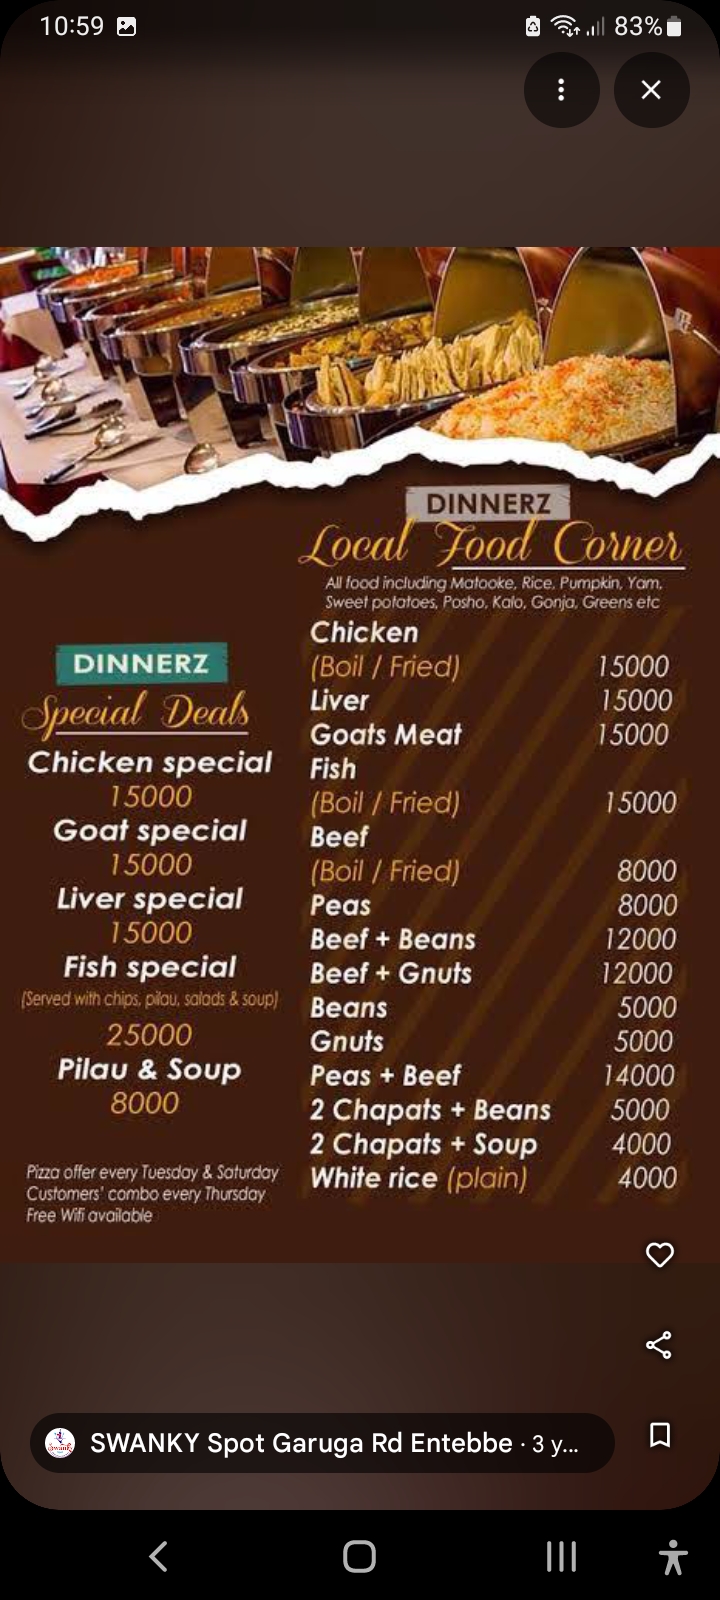 10:59
83%
DINNERZ
Local Food Corner
All food including Matooke, Rice, Pumpkin, Yam,
Sweet potatoes, Posho, Kalo, Gonja, Greens etc
Chicken
(Boil / Fried) 15000
Liver 15000
Goats Meat 15000
Fish
(Boil / Fried) 15000
Beef
(Boil / Fried) 8000
Peas 8000
Beef + Beans 12000
Beef + Gnuts 12000
Beans 5000
Gnuts 5000
Peas + Beef 14000
2 Chapats + Beans 5000
2 Chapats + Soup 4000
White rice (plain) 4000
DINNERZ
Special Deals
Chicken special
15000
Goat special
15000
Liver special
15000
Fish special
(Served with chips, pilau, salads & soup)
25000
Pilau & Soup
8000
Pizza offer every Tuesday & Saturday
Customers' combo every Thursday
Free Wifi available
SWANKY Spot Garuga Rd Entebbe · 3 y...